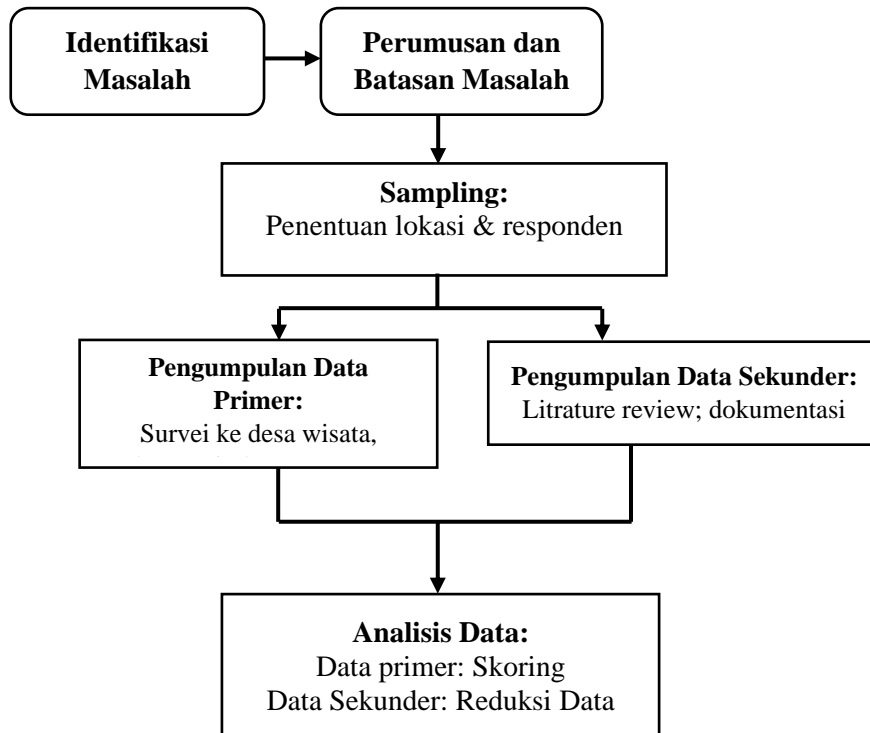 Identifikasi
Masalah
Perumusan dan
Batasan Masalah
Sampling:
Penentuan lokasi & responden
Pengumpulan Data
Primer:
Survei ke desa wisata,
Pengumpulan Data Sekunder:
Litrature review; dokumentasi
Analisis Data:
Data primer: Skoring
Data Sekunder: Reduksi Data